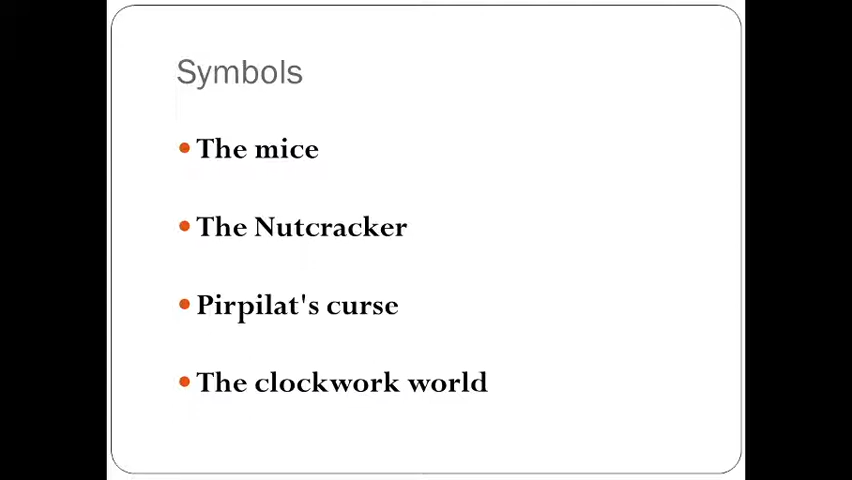 Symbols
• The mice
• The Nutcracker
• Pirpilat's curse
• The clockwork world